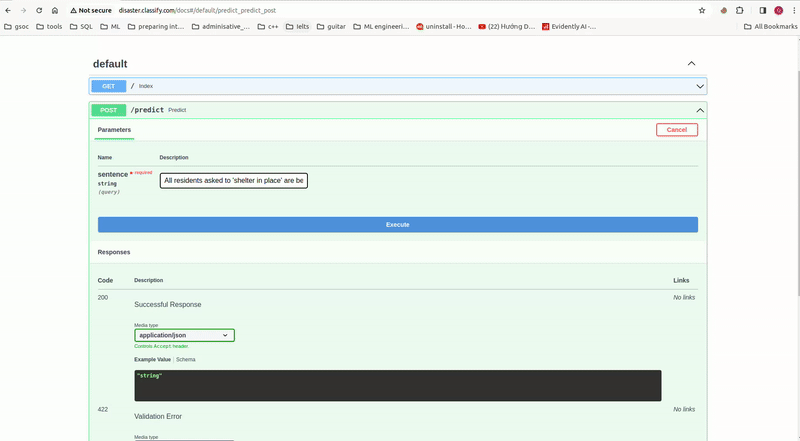 Not secure disaster.classify.com/docs#/default/predict_predict_post
gsoc tools SQL ML preparing int... adminisative_... c++ Ielts guitar ML engineeri... uninstall - Ho... (22) Hướng D... Evidently AI -... All Bookmarks
default
GET / Index
POST /predict Predict
Parameters Cancel
Name Description
sentence * required
string
(query)
All residents asked to 'shelter in place' are be
Execute
Responses
Code Description Links
200 Successful Response No links
Media type
application/json
Controls Accept header.
Example Value Schema
"string"
422 Validation Error No links
Media type